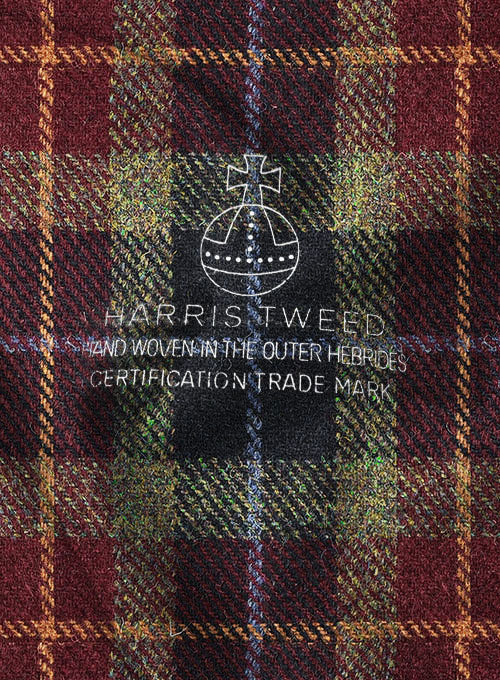 HARRIS TWEED
HAND WOVEN IN THE OUTER HEBRIDES
CERTIFICATION TRADE MARK